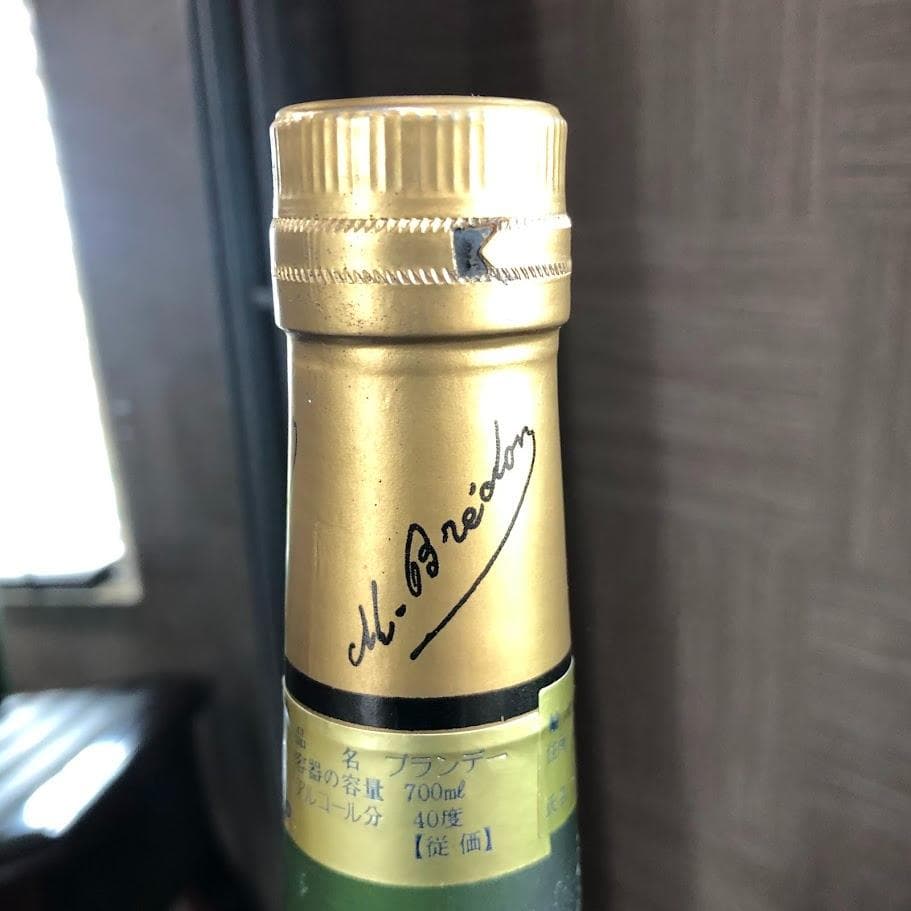 M. Brédon
品名 ブランデー
容器の容量 700ml
アルコール分 40度
【従価】